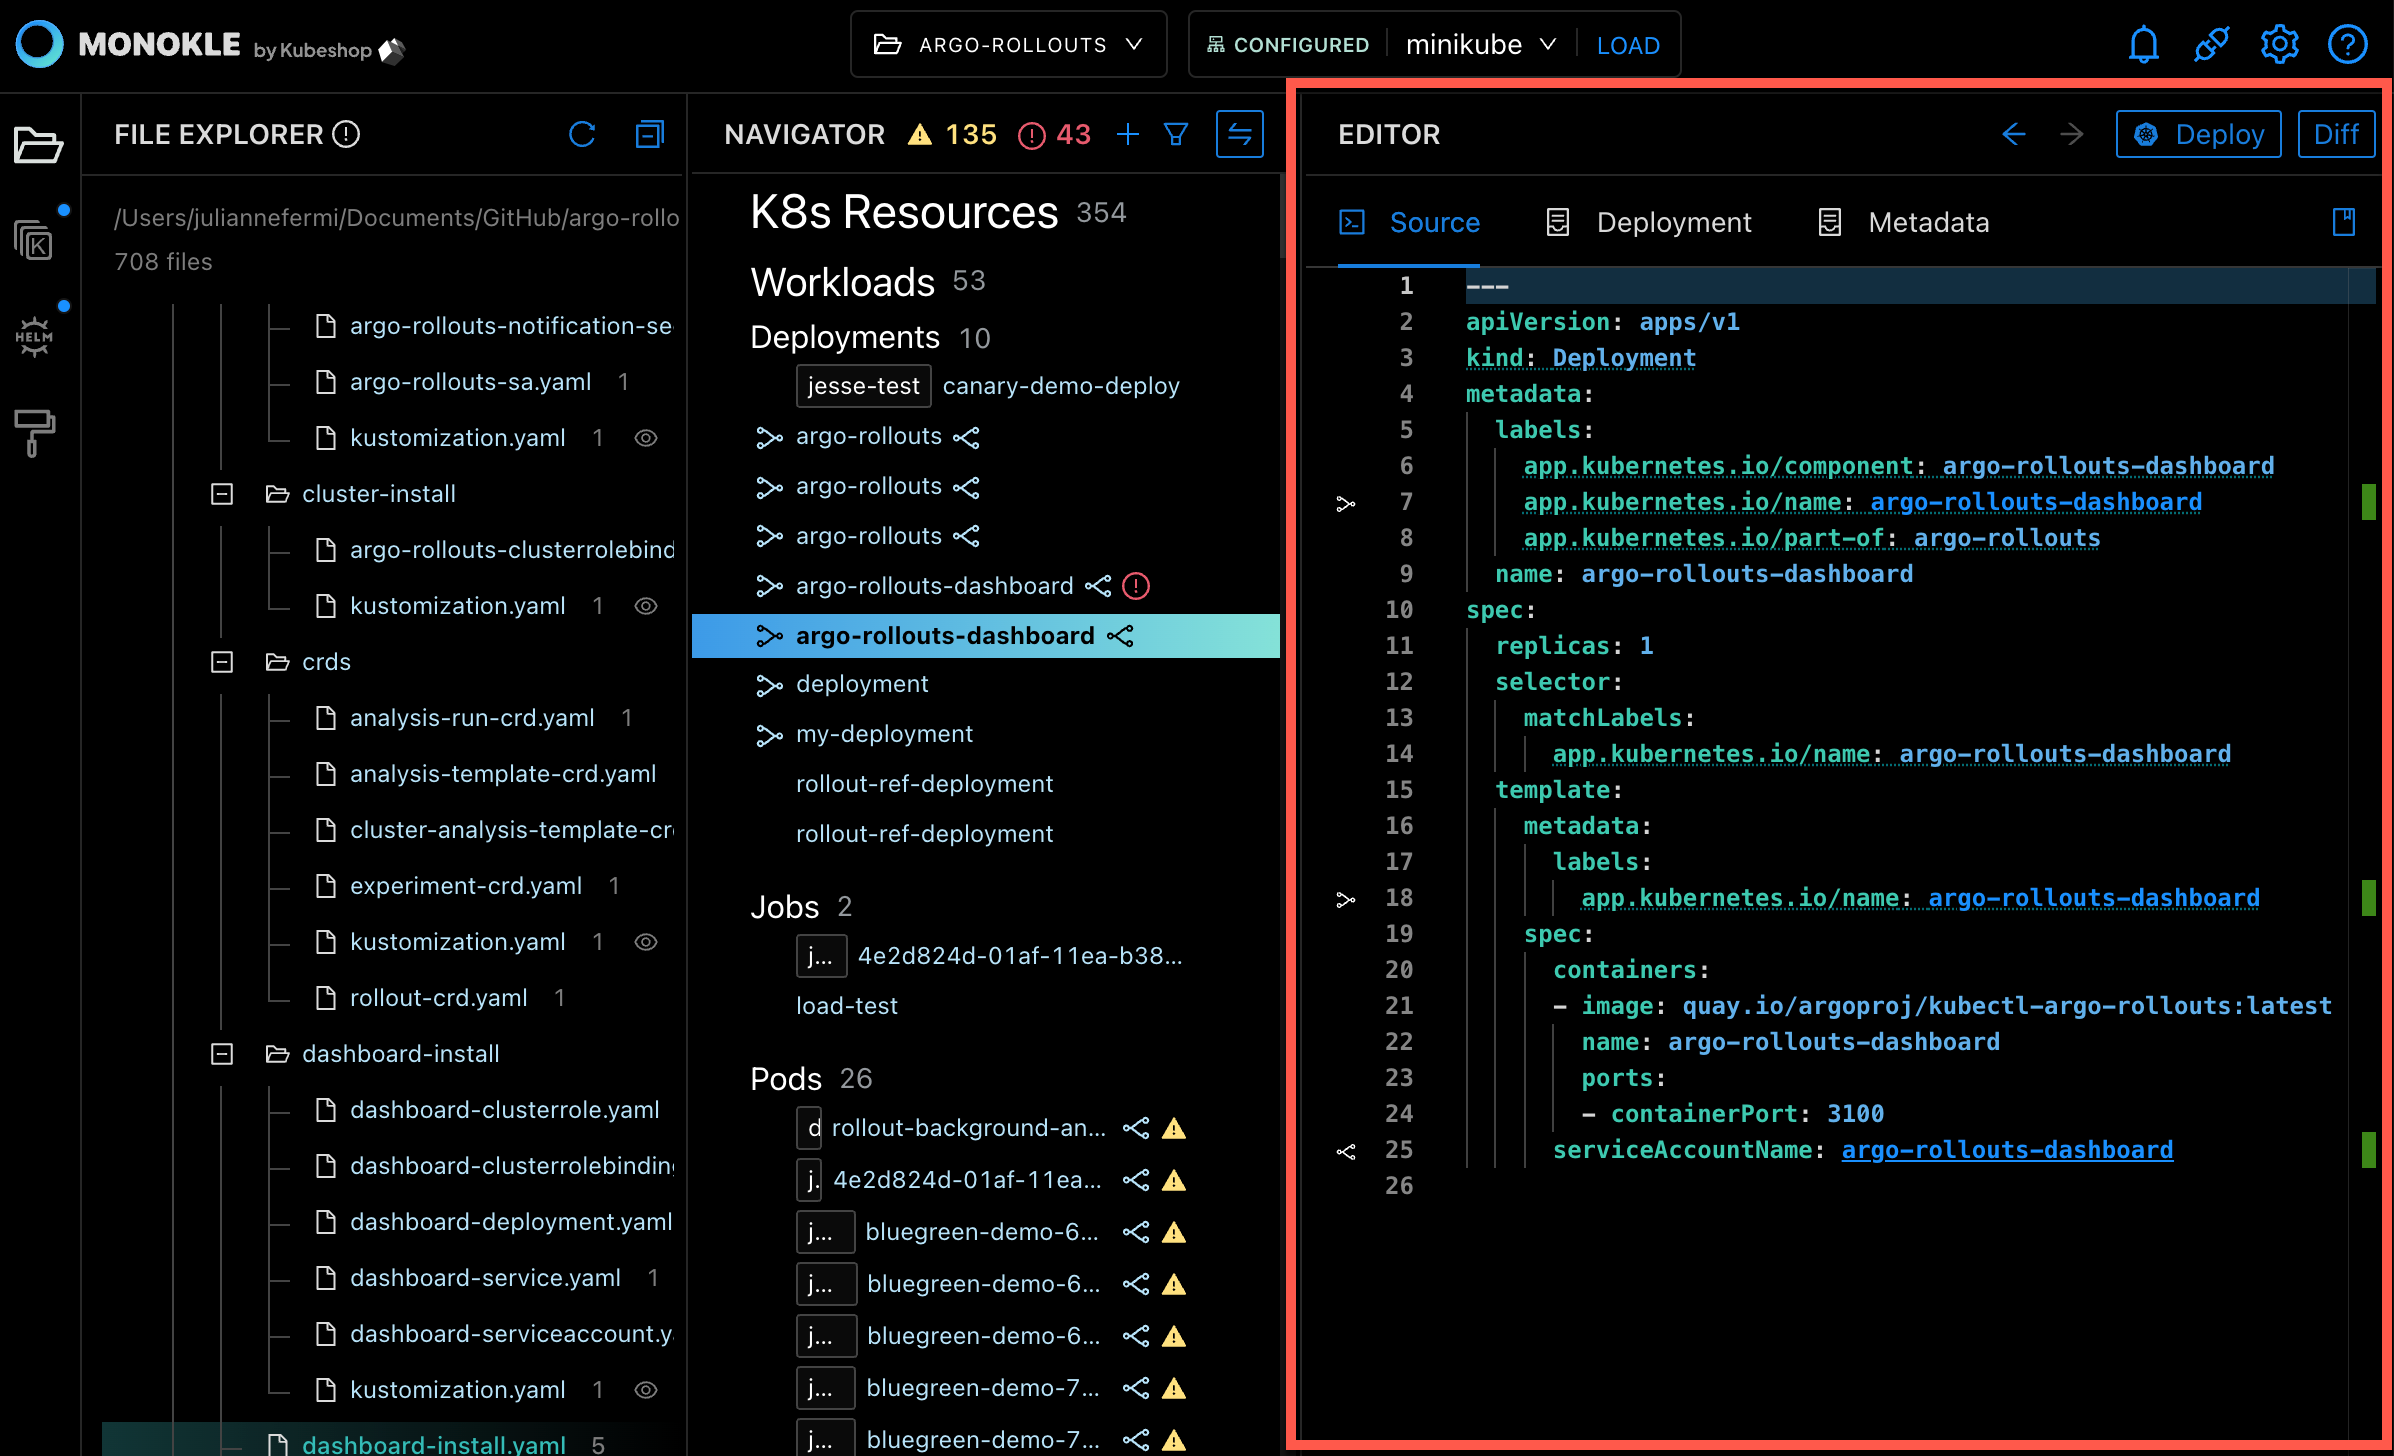 MONOKLE by Kubeshop
ARGO-ROLLOUTS
CONFIGURED minikube LOAD
FILE EXPLORER
/Users/juliannefermi/Documents/GitHub/argo-rollo
708 files
argo-rollouts-notification-se
argo-rollouts-sa.yaml 1
kustomization.yaml 1
cluster-install
argo-rollouts-clusterrolebind
kustomization.yaml 1
crds
analysis-run-crd.yaml 1
analysis-template-crd.yaml
cluster-analysis-template-cr
experiment-crd.yaml 1
kustomization.yaml 1
rollout-crd.yaml 1
dashboard-install
dashboard-clusterrole.yaml
dashboard-clusterrolebinding
dashboard-deployment.yaml
dashboard-service.yaml 1
dashboard-serviceaccount.y
kustomization.yaml 1
dashboard-install.yaml 5
K
HELM
NAVIGATOR 135 43
K8s Resources 354
Workloads 53
Deployments 10
jesse-test canary-demo-deploy
argo-rollouts
argo-rollouts
argo-rollouts
argo-rollouts-dashboard
argo-rollouts-dashboard
deployment
my-deployment
rollout-ref-deployment
rollout-ref-deployment
Jobs 2
j... 4e2d824d-01af-11ea-b38...
load-test
Pods 26
d rollout-background-an...
j. 4e2d824d-01af-11ea...
j... bluegreen-demo-6...
j... bluegreen-demo-6...
j... bluegreen-demo-6...
j... bluegreen-demo-7...
j... bluegreen-demo-7...
EDITOR
Deploy Diff
Source Deployment Metadata
1 ---
2 apiVersion: apps/v1
3 kind: Deployment
4 metadata:
5 labels:
6 app.kubernetes.io/component: argo-rollouts-dashboard
7 app.kubernetes.io/name: argo-rollouts-dashboard
8 app.kubernetes.io/part-of: argo-rollouts
9 name: argo-rollouts-dashboard
10 spec:
11 replicas: 1
12 selector:
13 matchLabels:
14 app.kubernetes.io/name: argo-rollouts-dashboard
15 template:
16 metadata:
17 labels:
18 app.kubernetes.io/name: argo-rollouts-dashboard
19 spec:
20 containers:
21 - image: quay.io/argoproj/kubectl-argo-rollouts:latest
22 name: argo-rollouts-dashboard
23 ports:
24 - containerPort: 3100
25 serviceAccountName: argo-rollouts-dashboard
26